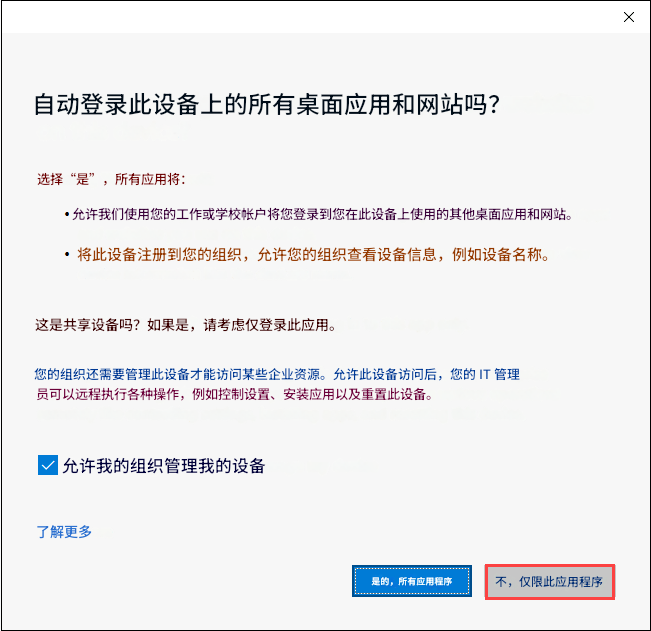 自动登录此设备上的所有桌面应用和网站吗?
选择“是”，所有应用将:
• 允许我们使用您的工作或学校帐户将您登录到您在此设备上使用的其他桌面应用和网站。
• 将此设备注册到您的组织，允许您的组织查看设备信息，例如设备名称。
这是共享设备吗? 如果是，请考虑仅登录此应用。
您的组织还需要管理此设备才能访问某些企业资源。允许此设备访问后，您的 IT 管理
员可以远程执行各种操作，例如控制设置、安装应用以及重置此设备。
允许我的组织管理我的设备
了解更多
是的，所有应用程序
不，仅限此应用程序